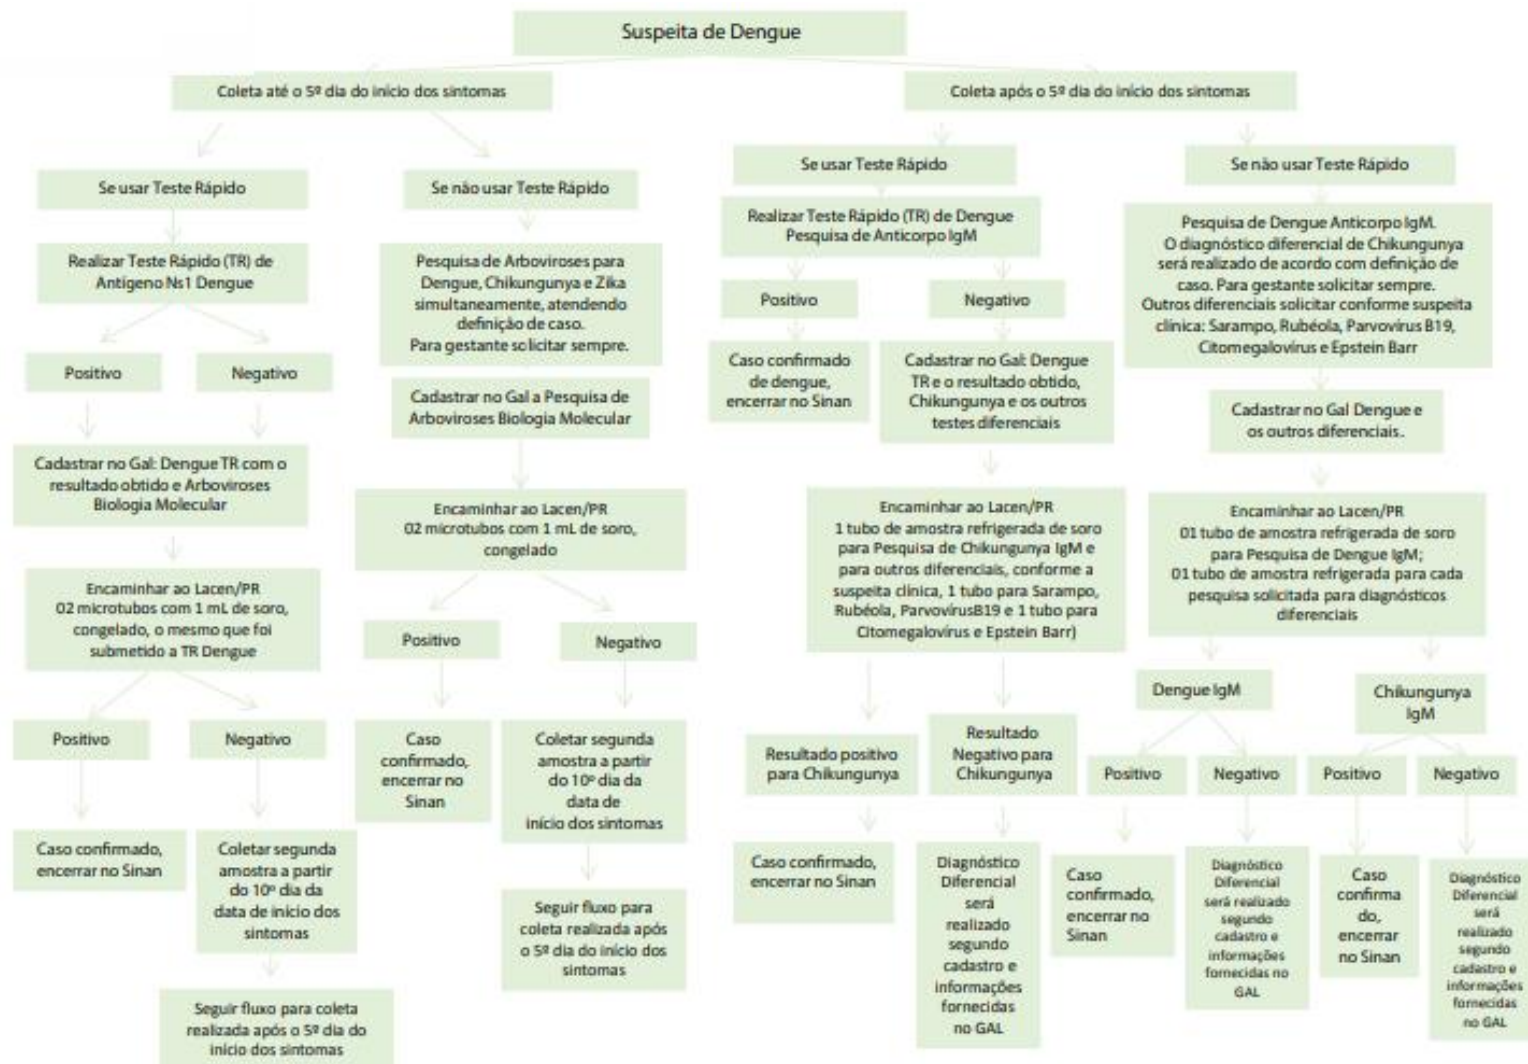 Suspeita de Dengue
Coleta até o 5º dia do início dos sintomas
Se usar Teste Rápido
Realizar Teste Rápido (TR) de
Antígeno Ns1 Dengue
Positivo
Negativo
Cadastrar no Gal: Dengue TR com o
resultado obtido e Arboviroses
Biologia Molecular
Encaminhar ao Lacen/PR
02 microtubos com 1 mL de soro,
congelado, o mesmo que foi
submetido a TR Dengue
Positivo
Negativo
Caso confirmado,
encerrar no Sinan
Coletar segunda
amostra a partir
do 10º dia da
data de início dos
sintomas
Seguir fluxo para coleta
realizada após o 5º dia do
início dos sintomas
Se não usar Teste Rápido
Pesquisa de Arboviroses para
Dengue, Chikungunya e Zika
simultaneamente, atendendo
definição de caso.
Para gestante solicitar sempre.
Cadastrar no Gal a Pesquisa de
Arboviroses Biologia Molecular
Encaminhar ao Lacen/PR
02 microtubos com 1 mL de soro,
congelado
Positivo
Negativo
Caso
confirmado,
encerrar no
Sinan
Coletar segunda
amostra a partir
do 10º dia da
data de
início dos sintomas
Seguir fluxo para
coleta realizada após
o 5º dia do início dos
sintomas
Coleta após o 5º dia do início dos sintomas
Se usar Teste Rápido
Realizar Teste Rápido (TR) de Dengue
Pesquisa de Anticorpo IgM
Positivo
Negativo
Caso confirmado
de dengue,
encerrar no Sinan
Cadastrar no Gal: Dengue
TR e o resultado obtido,
Chikungunya e os outros
testes diferenciais
Encaminhar ao Lacen/PR
1 tubo de amostra refrigerada de soro
para Pesquisa de Chikungunya IgM e
para outros diferenciais, conforme a
suspeita clínica, 1 tubo para Sarampo,
Rubéola, ParvovírusB19 e 1 tubo para
Citomegalovírus e Epstein Barr)
Resultado positivo
para Chikungunya
Resultado
Negativo para
Chikungunya
Caso confirmado,
encerrar no Sinan
Diagnóstico
Diferencial
será
realizado
segundo
cadastro e
informações
fornecidas
no GAL
Se não usar Teste Rápido
Pesquisa de Dengue Anticorpo IgM.
O diagnóstico diferencial de Chikungunya
será realizado de acordo com definição de
caso. Para gestante solicitar sempre.
Outros diferenciais solicitar conforme suspeita
clínica: Sarampo, Rubéola, Parvovírus B19,
Citomegalovírus e Epstein Barr
Cadastrar no Gal Dengue e
os outros diferenciais.
Encaminhar ao Lacen/PR
01 tubo de amostra refrigerada de soro
para Pesquisa de Dengue IgM;
01 tubo de amostra refrigerada para cada
pesquisa solicitada para diagnósticos
diferenciais
Dengue IgM
Positivo
Negativo
Caso
confirmado,
encerrar no
Sinan
Diagnóstico
Diferencial
será realizado
segundo
cadastro e
informações
fornecidas no
GAL
Chikungunya
IgM
Positivo
Negativo
Caso
confirma
do,
encerrar
no Sinan
Diagnóstico
Diferencial
será
realizado
segundo
cadastro e
informações
fornecidas
no GAL